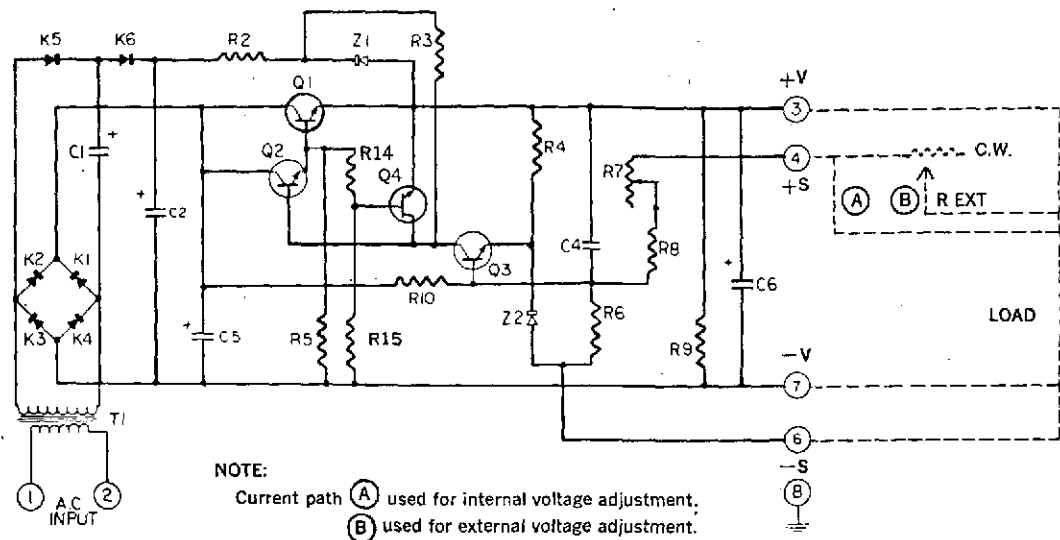 K5
K6
R2
Z1
R3
Q1
+V
3
C1
+
Q2
R14
Q4
R4
R7
4
+S
C.W.
A
B
R EXT
+
C2
K2
K1
K3
K4
Q3
C4
R8
R10
+
C5
R5
R15
Z2
R6
R9
+
C6
LOAD
-V
7
T1
6
-S
1
2
A.C
INPUT
8
NOTE:
Current path A used for internal voltage adjustment.
B used for external voltage adjustment.